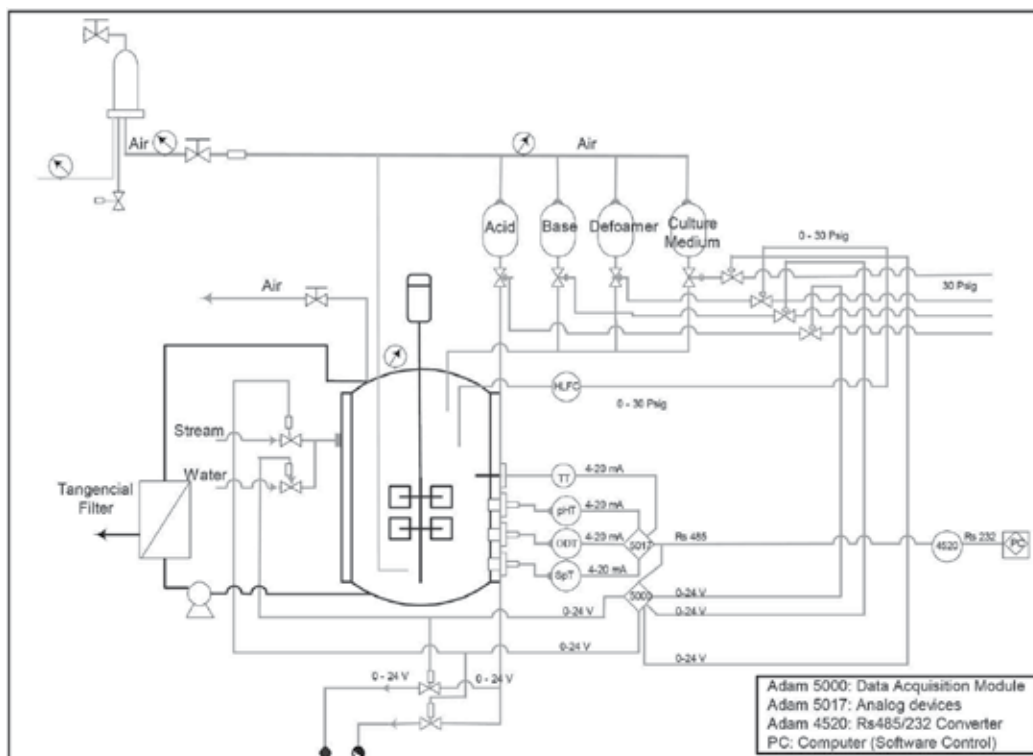 Air
Air
Acid
Base
Defoamer
Culture
Medium
0 - 30 Psig
30 Psig
Air
HLFC
0 - 30 Psig
Stream
Water
Tangencial
Filter
TT
4-20 mA
pHT
4-20 mA
ODT
4-20 mA
5017
Rs 485
4520
Rs 232
PC
SpT
4-20 mA
5000
0-24 V
0-24 V
0-24 V
0-24 V
0-24 V
0 - 24 V
0 - 24 V
Adam 5000: Data Acquisition Module
Adam 5017: Analog devices
Adam 4520: Rs485/232 Converter
PC: Computer (Software Control)